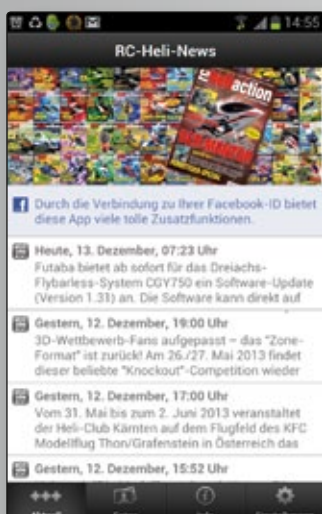 14:55
RC-Heli-News
action
Durch die Verbindung zu Ihrer Facebook-ID bietet
diese App viele tolle Zusatzfunktionen.
Heute, 13. Dezember, 07:23 Uhr
Futaba bietet ab sofort für das Dreiachs-
Flybarless-System CGY750 ein Software-Update
(Version 1.31) an. Die Software kann direkt auf
Gestern, 12. Dezember, 19:00 Uhr
3D-Wettbewerb-Fans aufgepasst – das "Zone-
Format" ist zurück! Am 26./27. Mai 2013 findet
dieser beliebte "Knockout"-Competition wieder
Gestern, 12. Dezember, 17:00 Uhr
Vom 31. Mai bis zum 2. Juni 2013 veranstaltet
der Heli-Club Kärnten auf dem Flugfeld des KFC
Modellflug Thon/Grafenstein in Österreich das
Gestern, 12. Dezember, 15:52 Uhr